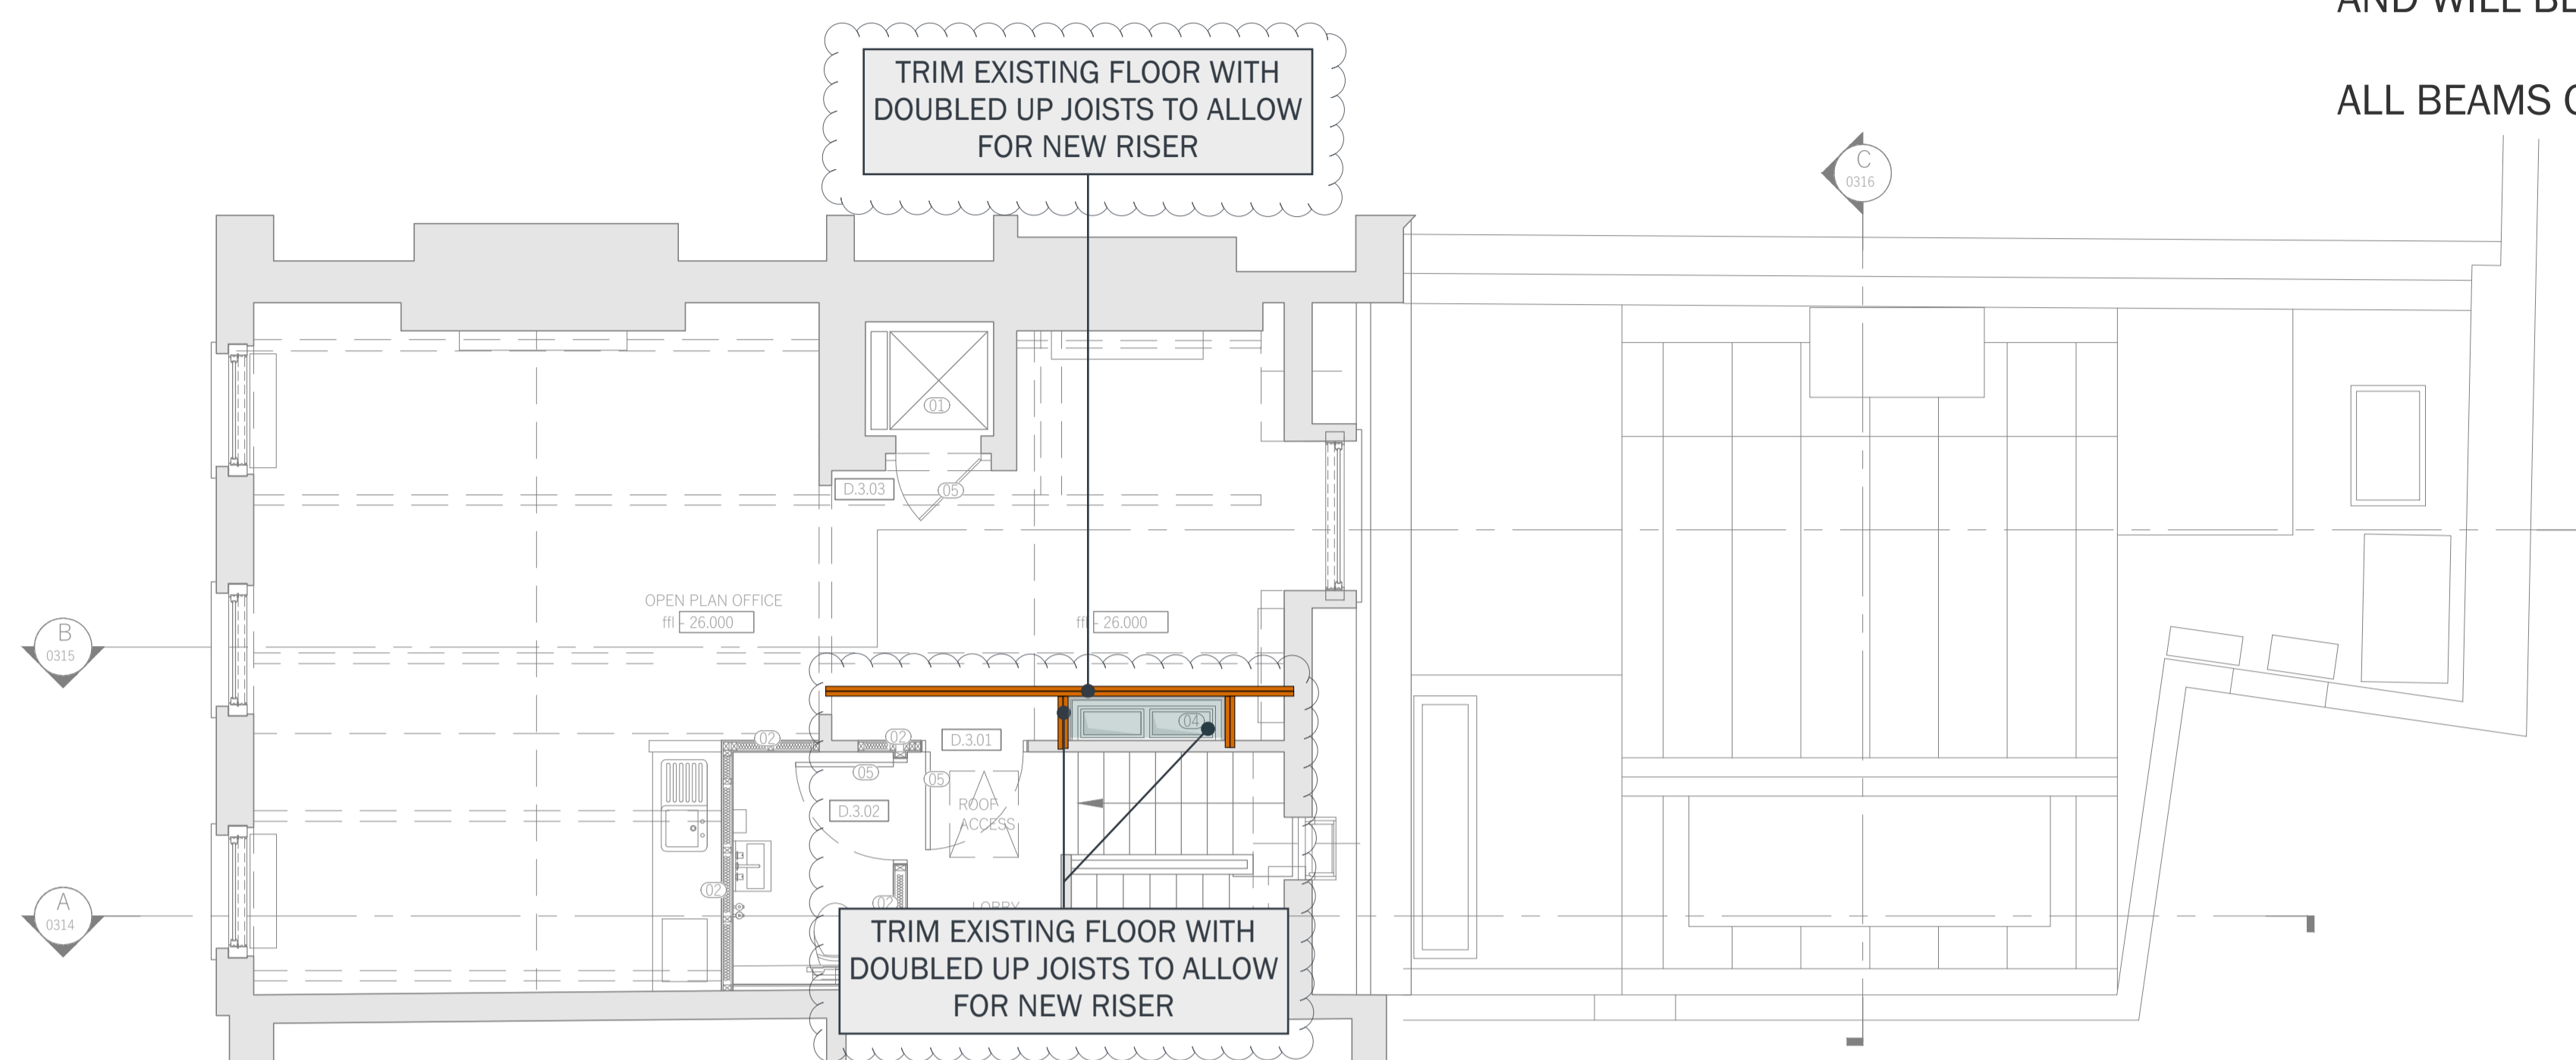 AND WILL BE
ALL BEAMS
TRIM EXISTING FLOOR WITH
DOUBLED UP JOISTS TO ALLOW
FOR NEW RISER
C
0316
01
D.3.03
05
OPEN PLAN OFFICE
ffl - 26.000
ffl - 26.000
B
0315
04
02
02
D.3.01
05
05
ROOF
ACCESS
D.3.02
02
02
LOBBY
A
0314
TRIM EXISTING FLOOR WITH
DOUBLED UP JOISTS TO ALLOW
FOR NEW RISER